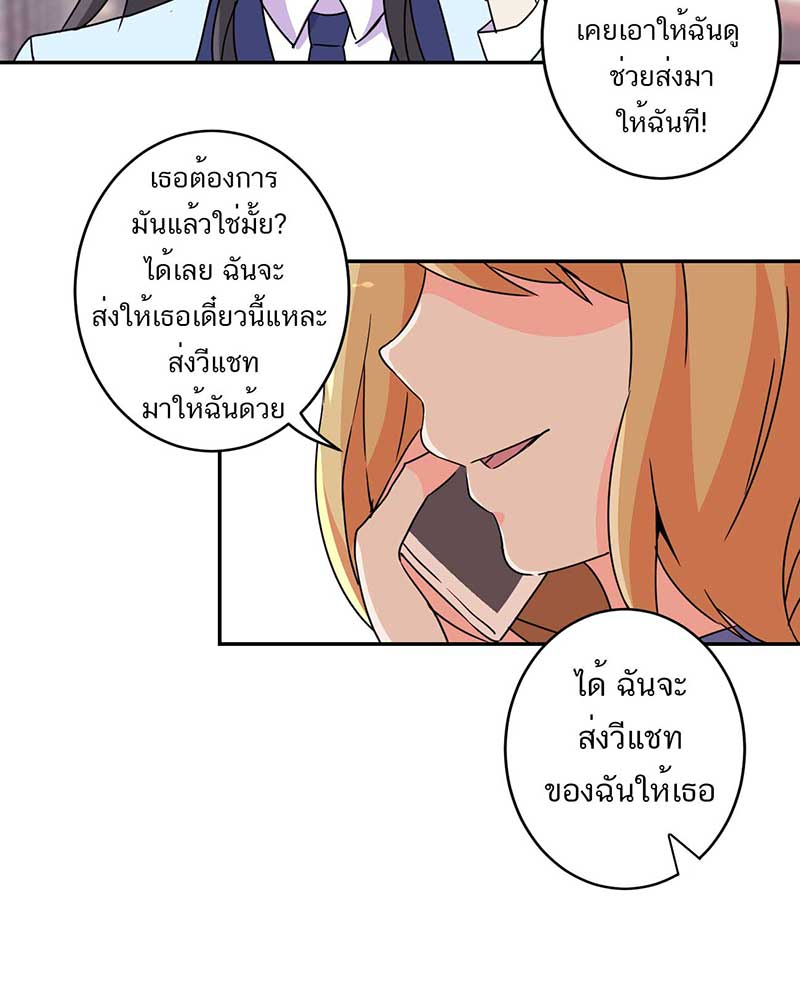 เคยเอาให้ฉันดู
ช่วยส่งมา
ให้ฉันที!
เธอต้องการ
มันแล้วใช่มั้ย?
ได้เลย ฉันจะ
ส่งให้เธอเดี๋ยวนี้แหละ
ส่งวีแชท
มาให้ฉันด้วย
ได้ ฉันจะ
ส่งวีแชท
ของฉันให้เธอ